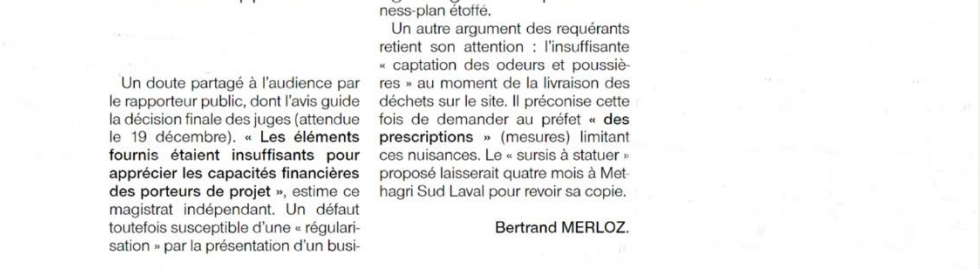 Un doute partagé à l'audience par
le rapporteur public, dont l'avis guide
la décision finale des juges (attendue
le 19 décembre). « Les éléments
fournis étaient insuffisants pour
apprécier les capacités financières
des porteurs de projet », estime ce
magistrat indépendant. Un défaut
toutefois susceptible d'une « régulari-
sation » par la présentation d'un busi-
ness-plan étoffé.
Un autre argument des requérants
retient son attention : l'insuffisante
« captation des odeurs et poussiè-
res » au moment de la livraison des
déchets sur le site. Il préconise cette
fois de demander au préfet « des
prescriptions » (mesures) limitant
ces nuisances. Le « sursis à statuer »
proposé laisserait quatre mois à Met-
hagri Sud Laval pour revoir sa copie.
Bertrand MERLOZ.